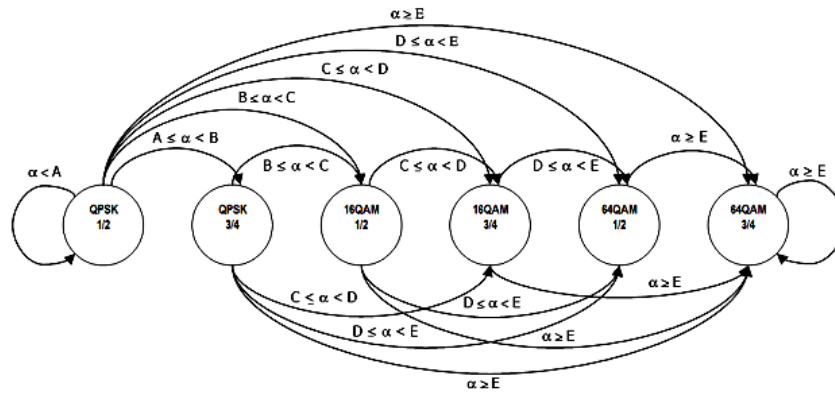 α ≥ E
D ≤ α < E
C ≤ α < D
B ≤ α < C
A ≤ α < B
B ≤ α < C
C ≤ α < D
D ≤ α < E
α ≥ E
α < A
α ≥ E
QPSK
1/2
QPSK
3/4
16QAM
1/2
16QAM
3/4
64QAM
1/2
64QAM
3/4
C ≤ α < D
D ≤ α < E
α ≥ E
D ≤ α < E
α ≥ E
α ≥ E